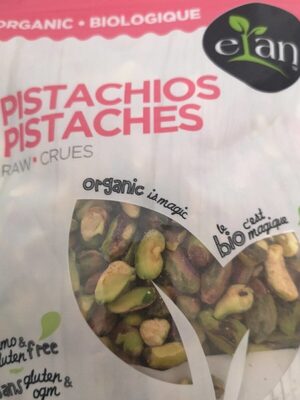 ORGANIC • BIOLOGIQUE
elan
PISTACHIOS
PISTACHES
RAW • CRUES
organic is magic
le bio c'est magique
gluten free
sans gluten &
ogm